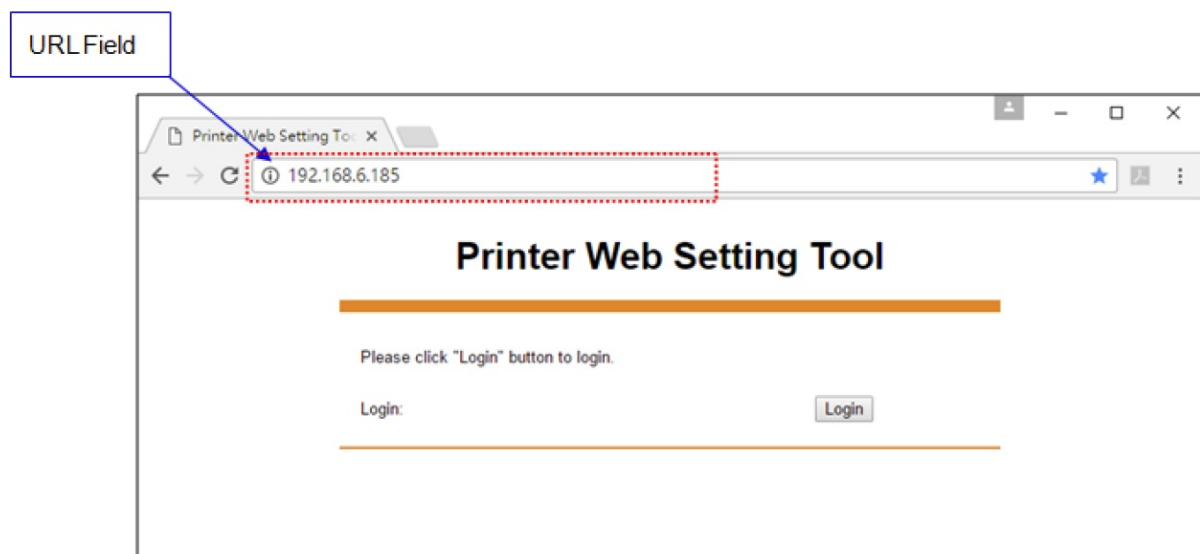 URL Field
Printer Web Setting To
192.168.6.185
Printer Web Setting Tool
Please click "Login" button to login.
Login:
Login